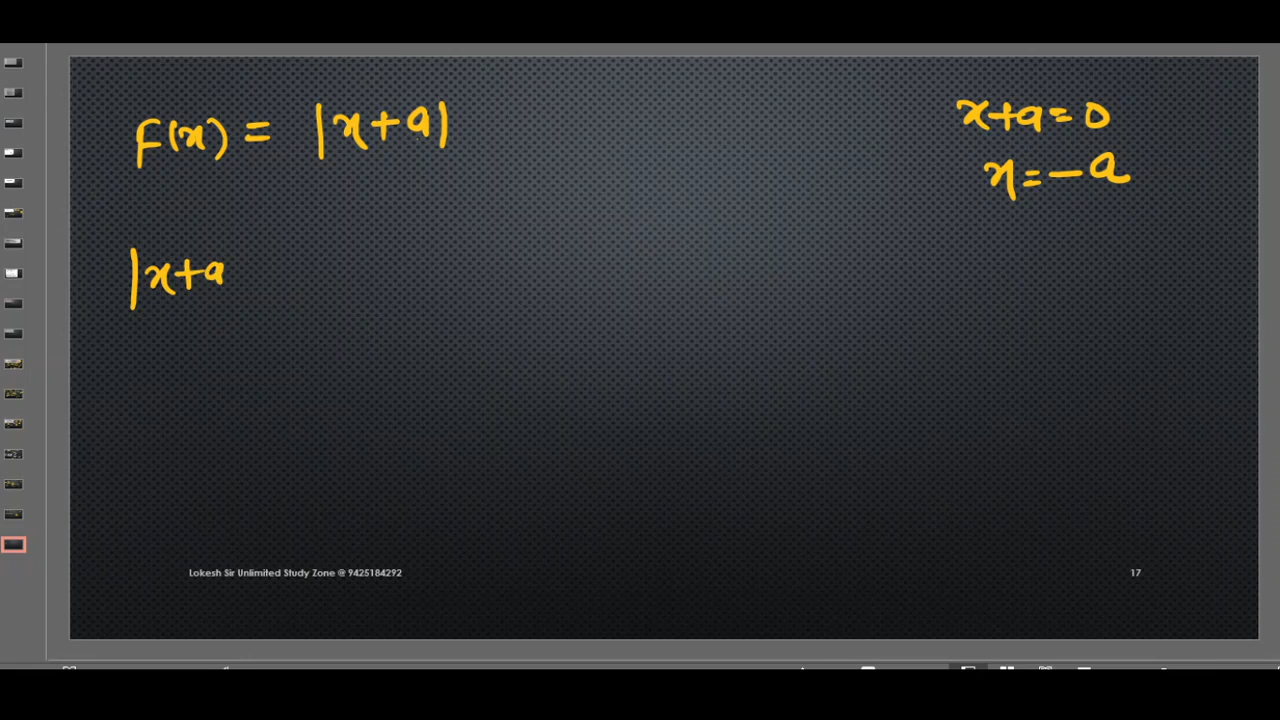 F(x) = |x+a|
x+a=0
x=-a
|x+a
Lokesh Sir Unlimited Study Zone @ 9425184292
17